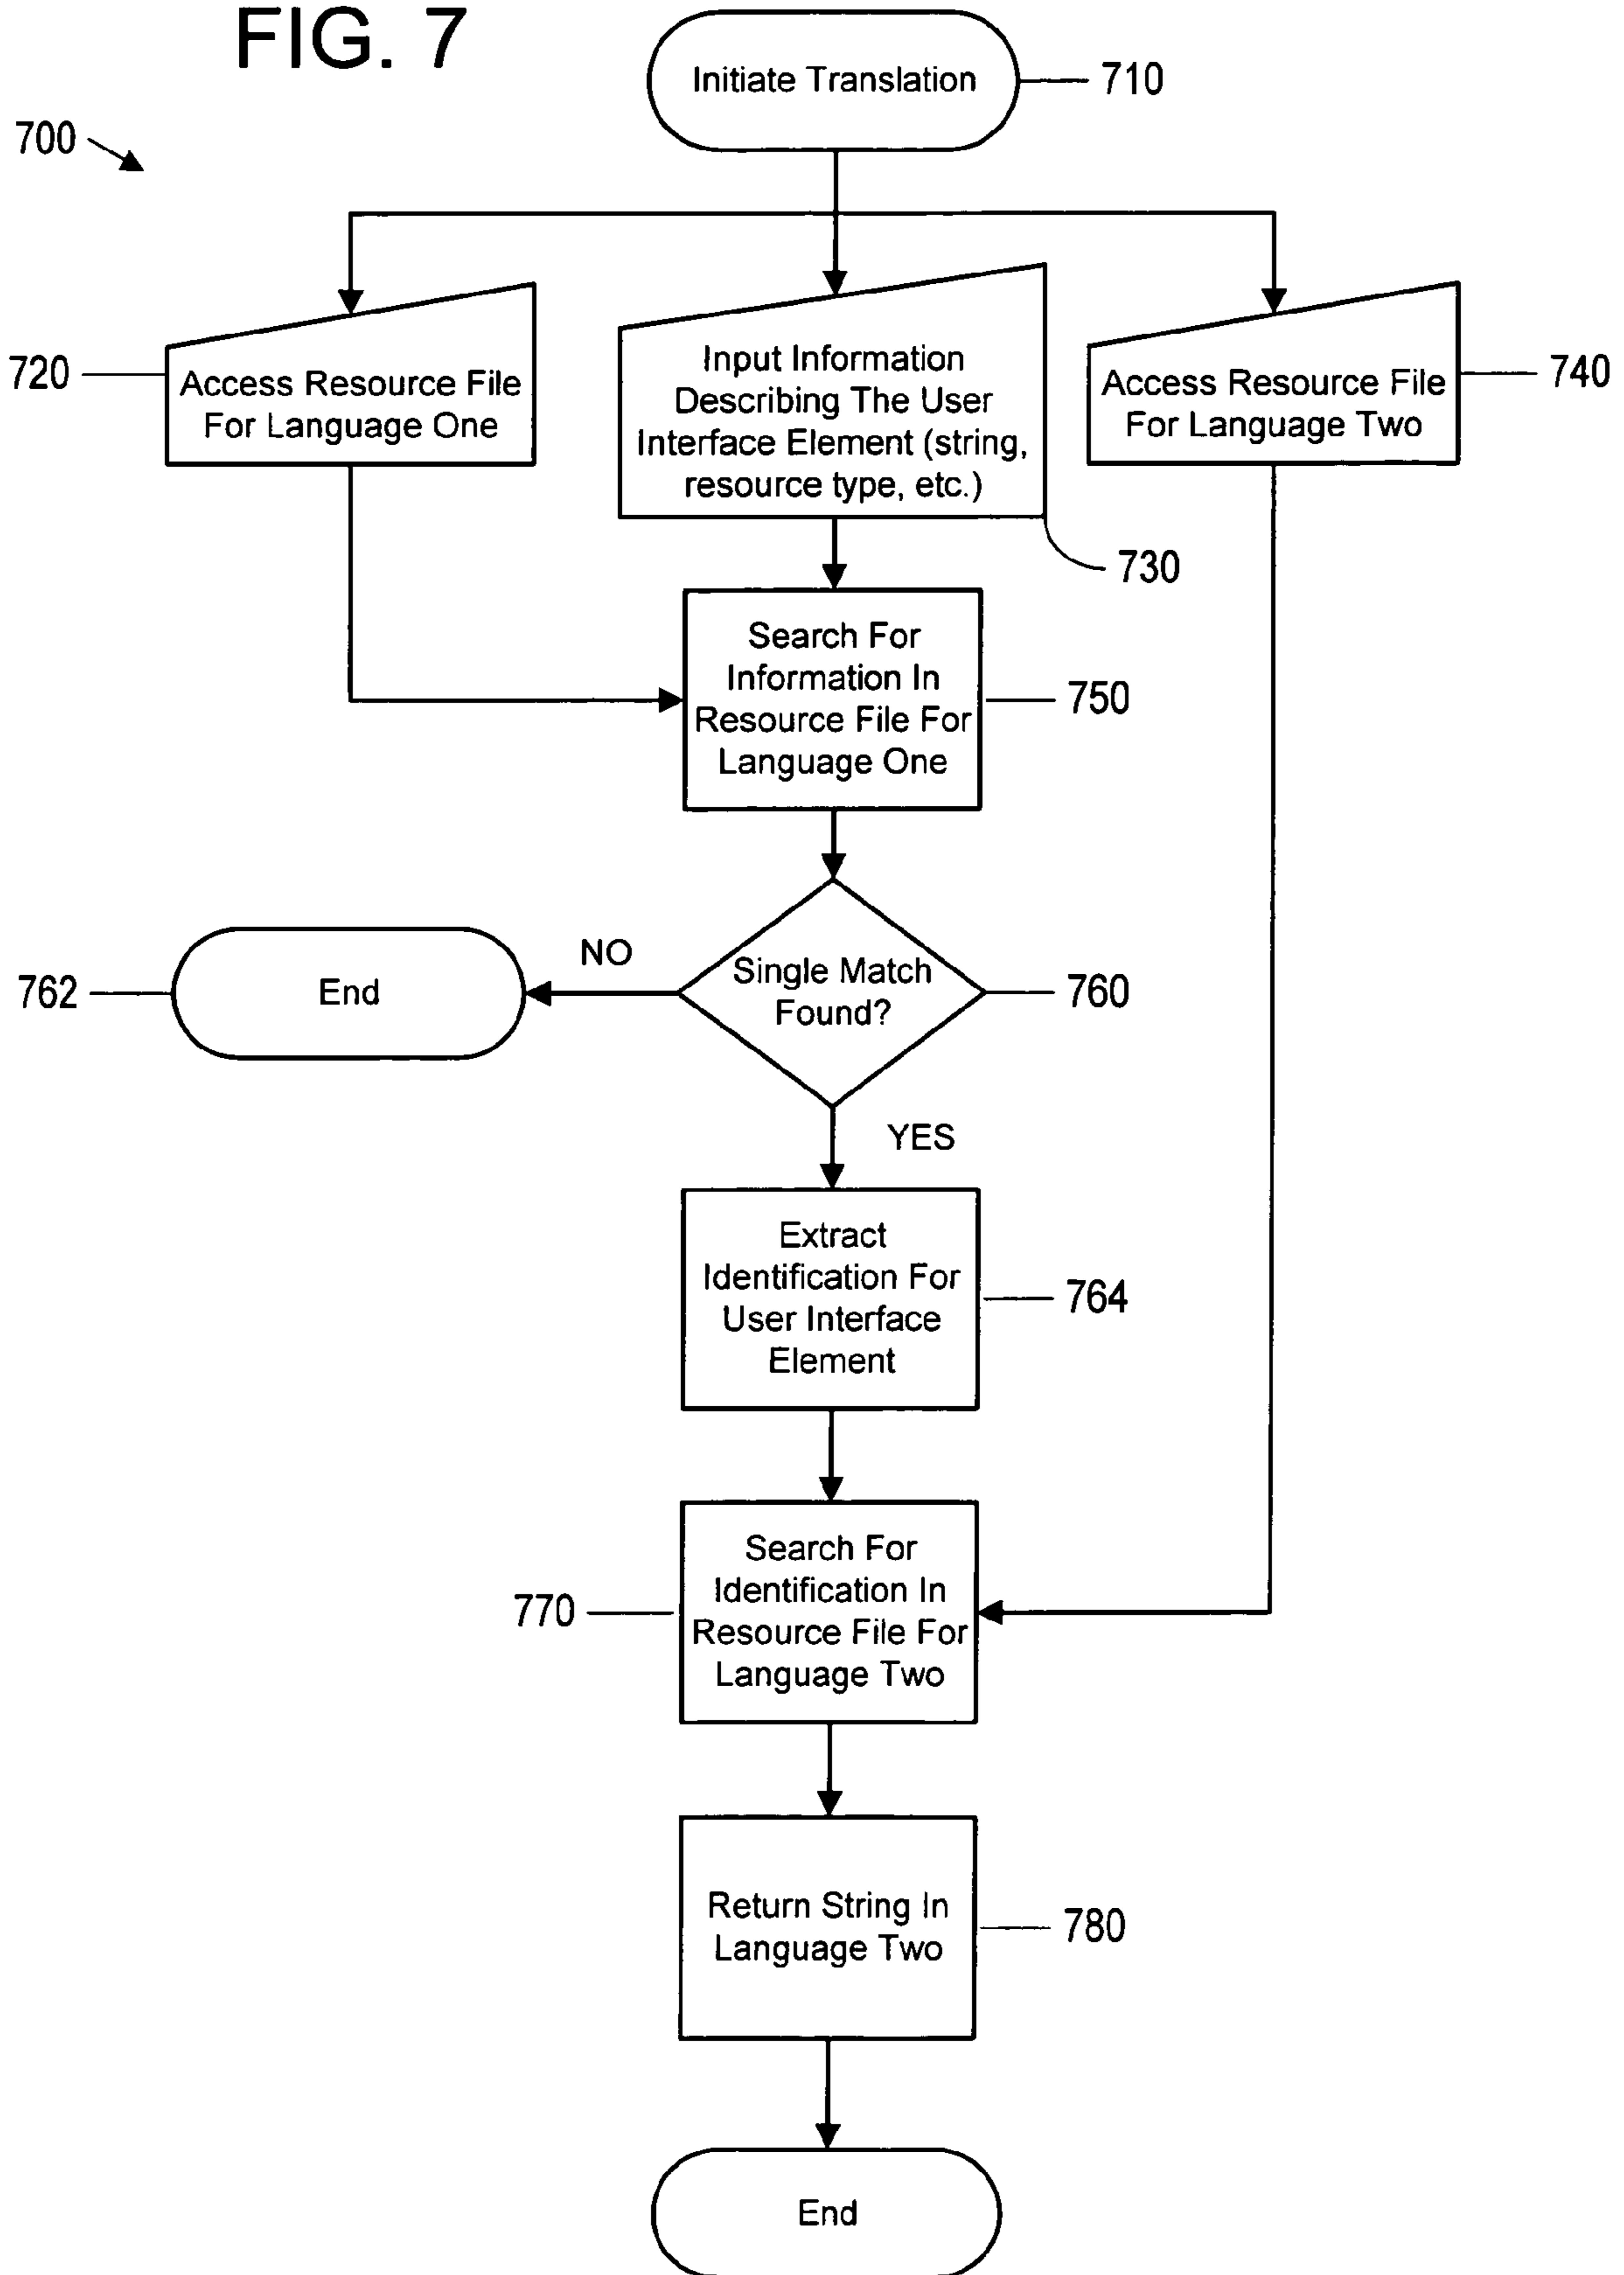 FIG. 7
Initiate Translation
710
700
720
Access Resource File
For Language One
Input Information
Describing The User
Interface Element (string,
resource type, etc.)
730
Access Resource File
For Language Two
740
Search For
Information In
Resource File For
Language One
750
762
End
NO
Single Match
Found?
760
YES
Extract
Identification For
User Interface
Element
764
770
Search For
Identification In
Resource File For
Language Two
Return String In
Language Two
780
End